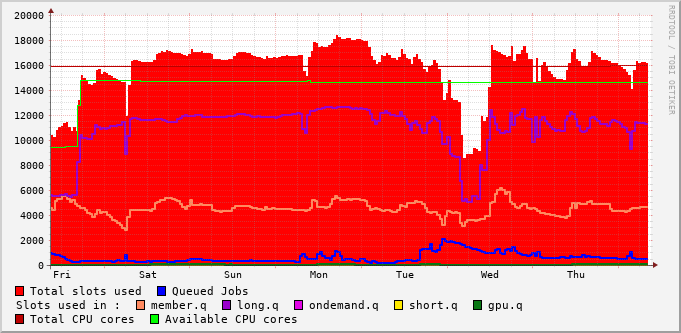 20000
18000
16000
14000
12000
10000
8000
6000
4000
2000
0
Fri Sat Sun Mon Tue Wed Thu
RRDTOOL / TOBI OETIKER
Total slots used Queued Jobs
Slots used in : member.q long.q ondemand.q short.q gpu.q
Total CPU cores Available CPU cores